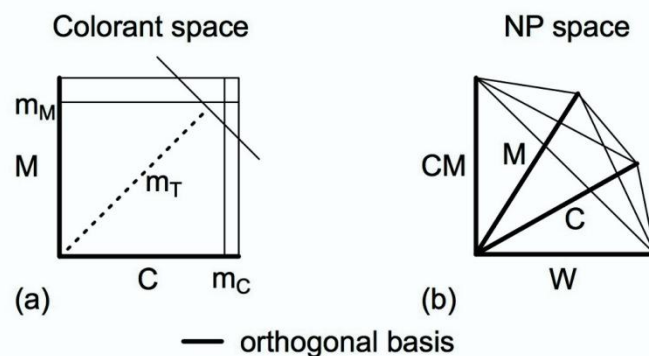 Colorant space
m_M
M
m_T
C
m_C
(a)
NP space
CM
M
C
W
(b)
orthogonal basis